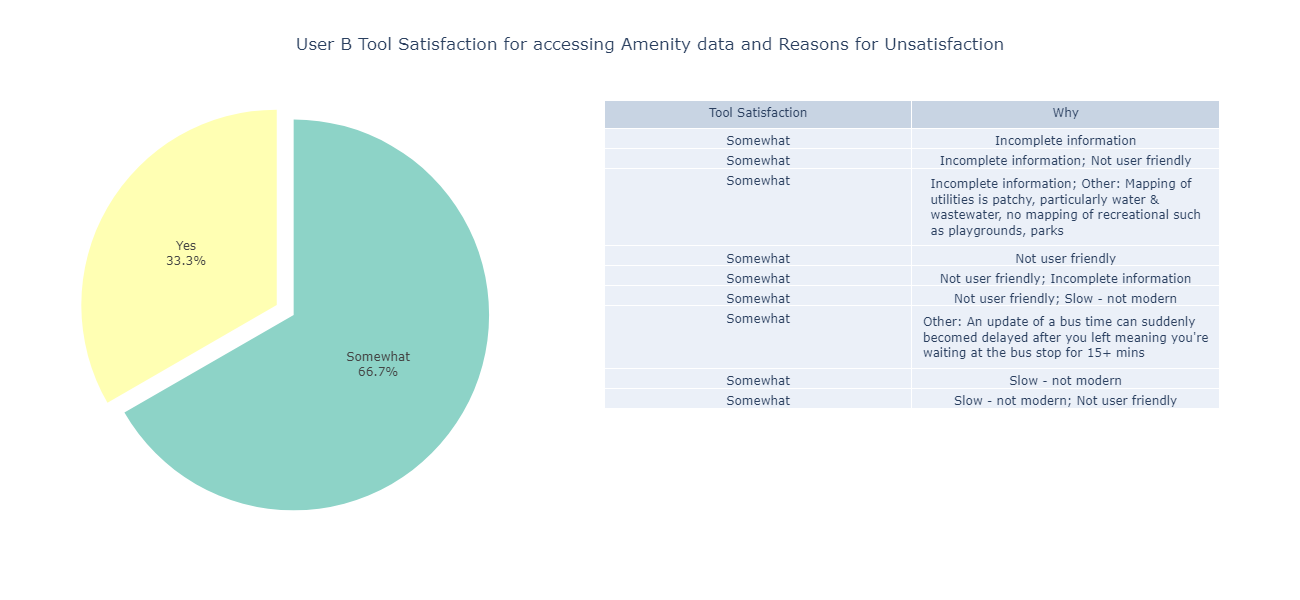 User B Tool Satisfaction for accessing Amenity data and Reasons for Unsatisfaction
Yes
33.3%
Somewhat
66.7%
Tool Satisfaction Why
Somewhat Incomplete information
Somewhat Incomplete information; Not user friendly
Somewhat Incomplete information; Other: Mapping of
utilities is patchy, particularly water &
wastewater, no mapping of recreational such
as playgrounds, parks
Somewhat Not user friendly
Somewhat Not user friendly; Incomplete information
Somewhat Not user friendly; Slow - not modern
Somewhat Other: An update of a bus time can suddenly
becomed delayed after you left meaning you're
waiting at the bus stop for 15+ mins
Somewhat Slow - not modern
Somewhat Slow - not modern; Not user friendly